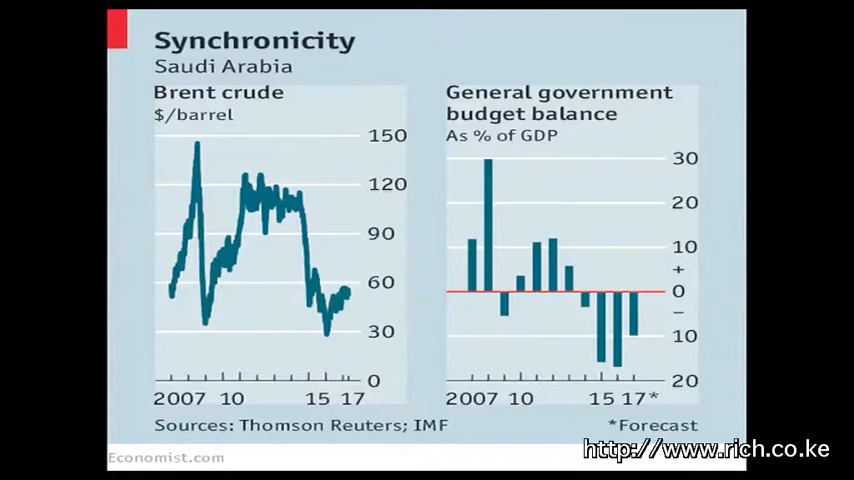 Synchronicity
Saudi Arabia
Brent crude
$/barrel
150
120
90
60
30
0
2007 10 15 17
General government
budget balance
As % of GDP
30
20
10
+
0
–
10
20
2007 10 15 17*
Sources: Thomson Reuters; IMF
*Forecast
Economist.com
http://www.rich.co.ke